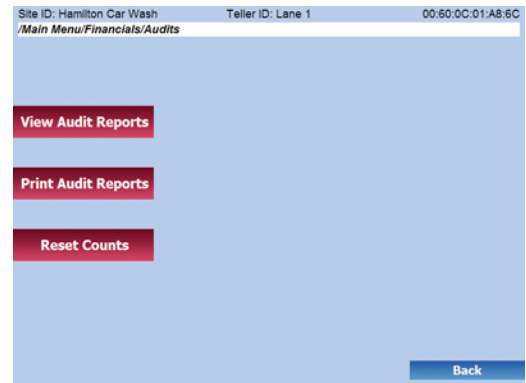 Site ID: Hamilton Car Wash Teller ID: Lane 1 00:60:0C:01:A8:6C
/Main Menu/Financials/Audits
View Audit Reports
Print Audit Reports
Reset Counts
Back